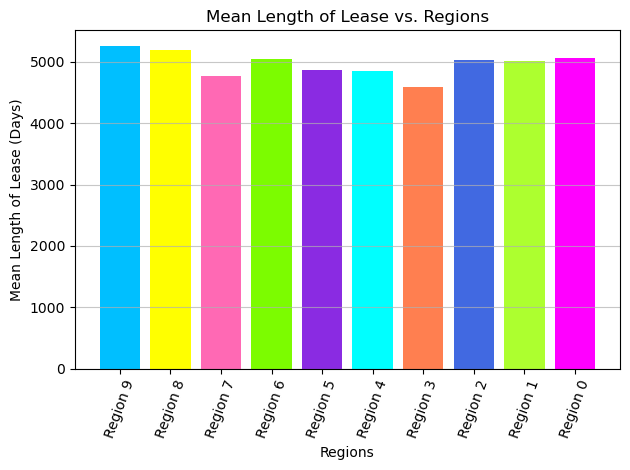 Mean Length of Lease vs. Regions
Mean Length of Lease (Days)
5000
4000
3000
2000
1000
0
Region 9
Region 8
Region 7
Region 6
Region 5
Region 4
Region 3
Region 2
Region 1
Region 0
Regions